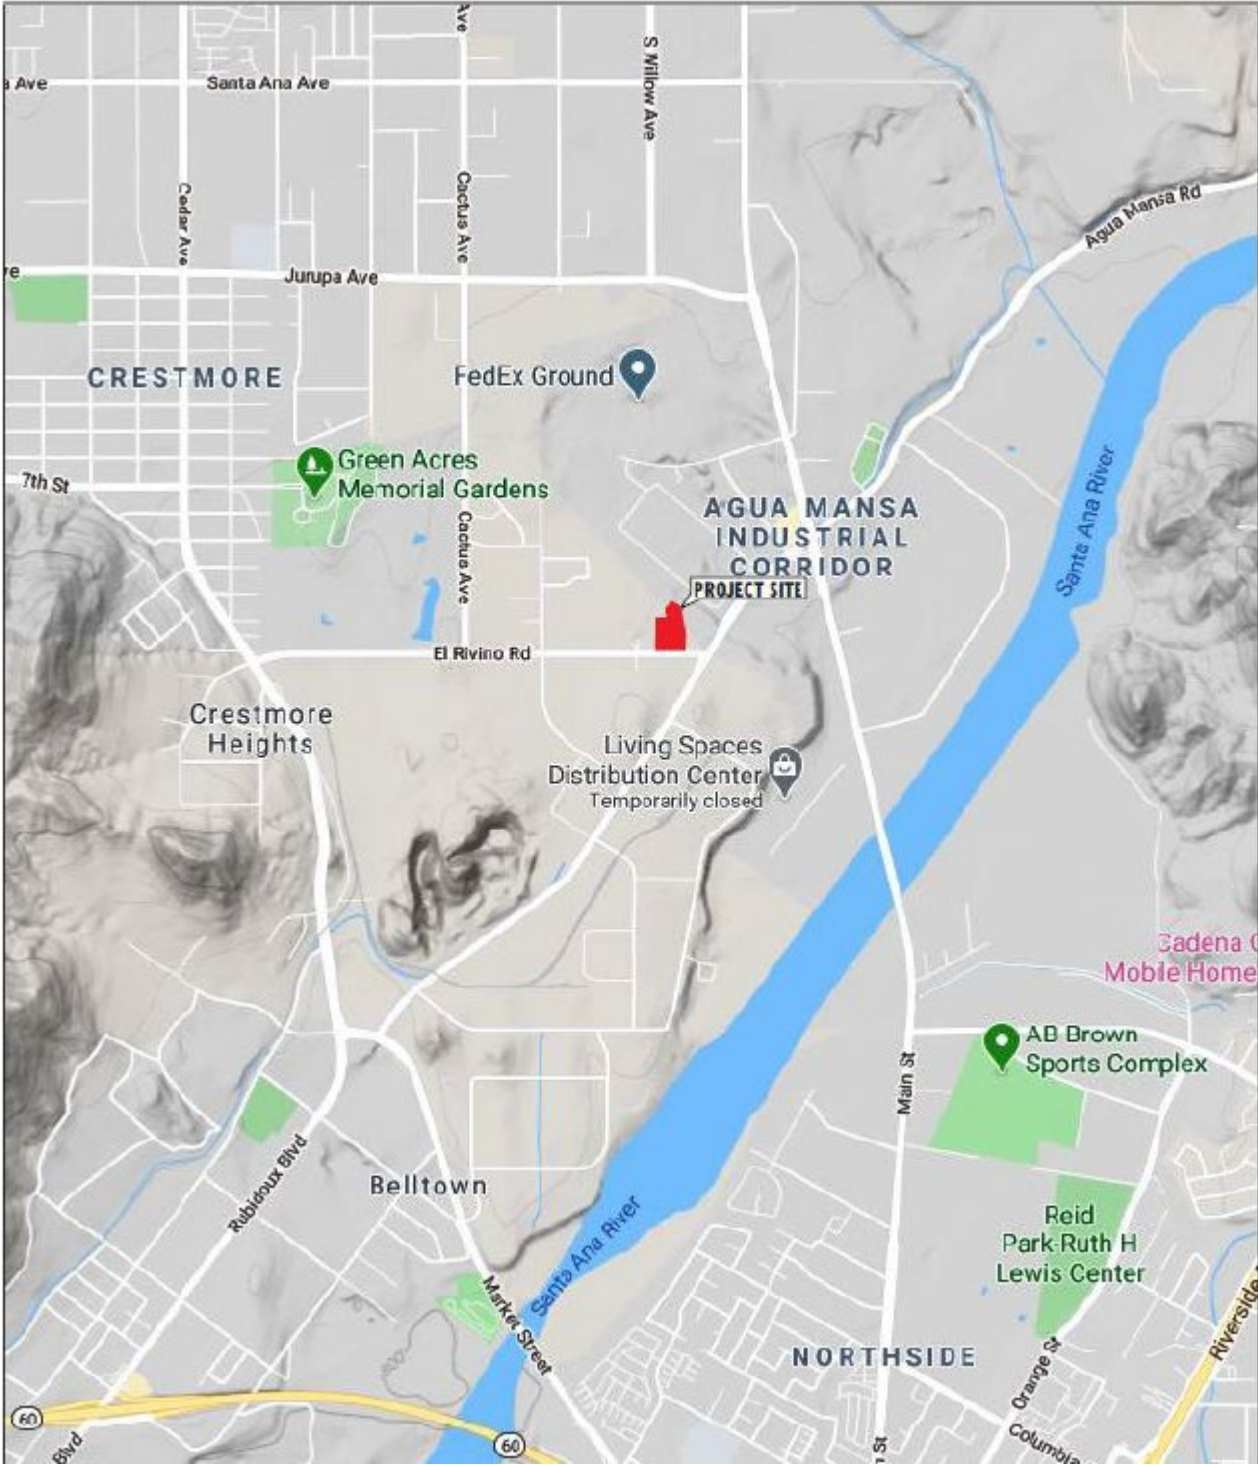 Ave
Ave
S Willow Ave
a Ave
Santa Ana Ave
Cedar Ave
Cactus Ave
Agua Mansa Rd
ve
Jurupa Ave
CRESTMORE
FedEx Ground
Green Acres
Memorial Gardens
7th St
Cactus Ave
AGUA MANSA
INDUSTRIAL
CORRIDOR
Santa Ana River
PROJECT SITE
El Rivino Rd
Crestmore
Heights
Living Spaces
Distribution Center
Temporarily closed
Cadena C
Mobile Home
AB Brown
Sports Complex
Main St
Rubidoux Blvd
Belltown
Reid
Park-Ruth H
Lewis Center
Santa Ana River
Market Street
Riverside
NORTHSIDE
Orange St
800
60
60
Blvd
St
Columbia